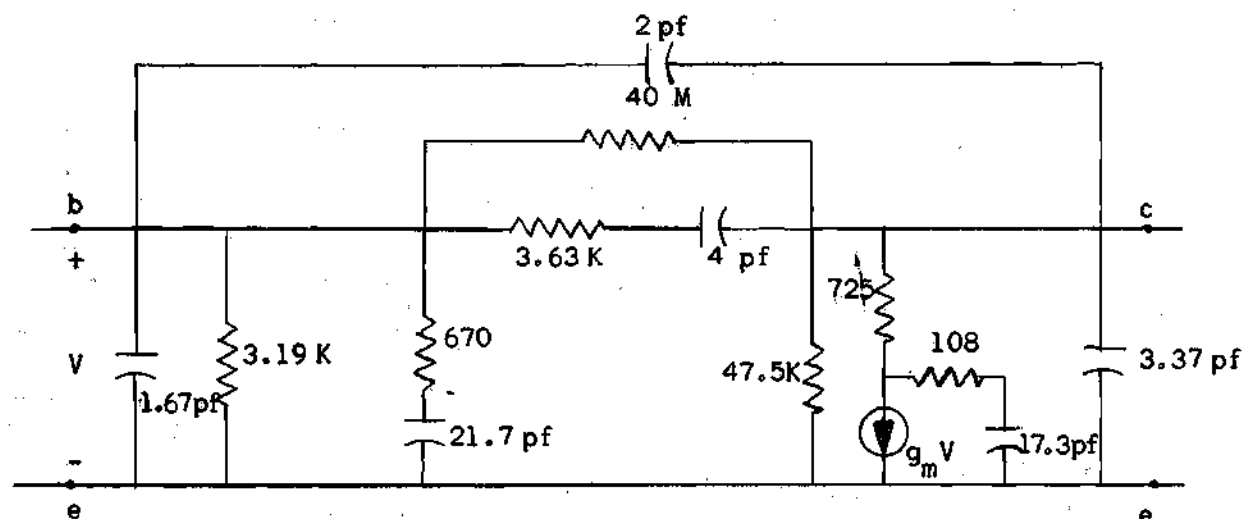 2 pf
40 M
b
c
+
3.63 K
4 pf
725
670
108
V
3.19 K
47.5K
3.37 pf
1.67pf
21.7 pf
g_m V
17.3pf
-
e
e